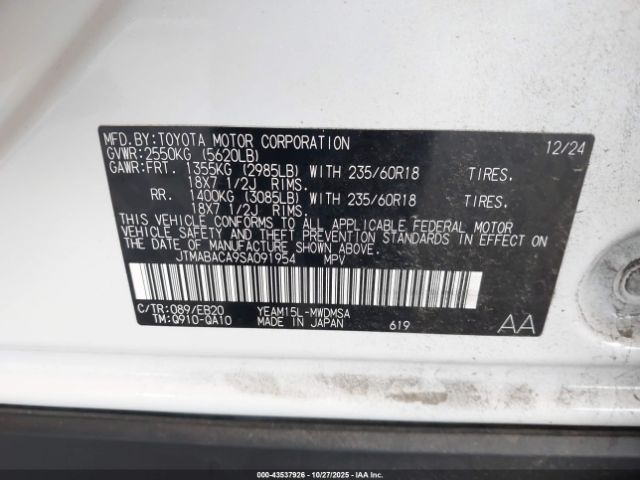 MFD. BY: TOYOTA MOTOR CORPORATION 12/24
GVWR: 2550KG (5620LB)
GAWR: FRT. 1355KG (2985LB) WITH 235/60R18 TIRES.
18X7 1/2J RIMS.
RR. 1400KG (3085LB) WITH 235/60R18 TIRES.
18X7 1/2J RIMS.
THIS VEHICLE CONFORMS TO ALL APPLICABLE FEDERAL MOTOR
VEHICLE SAFETY AND THEFT PREVENTION STANDARDS IN EFFECT ON
THE DATE OF MANUFACTURE SHOWN ABOVE.
JTMABACA9SA091954 MPV
C/TR: 089/EB20 YEAM15L-MWDMSA
TM: Q910-QA10 MADE IN JAPAN 619 AA
000-43537926 - 10/27/2025 - IAAI.COM